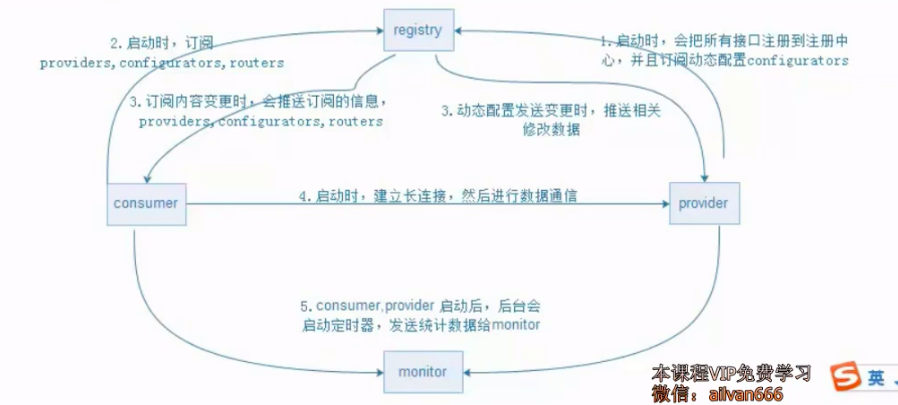 registry
2.启动时，订阅
providers,configurators,routers
1.启动时，会把所有接口注册到注册中
心，并且订阅动态配置configurators
3.订阅内容变更时，会推送订阅的信息，
providers,configurators,routers
3.动态配置发送变更时，推送相关
修改数据
consumer
4.启动时，建立长连接，然后进行数据通信
provider
5.consumer,provider 启动后，后台会
启动定时器，发送统计数据给monitor
monitor
本课程VIP免费学习
微信：ailvan666
S 英